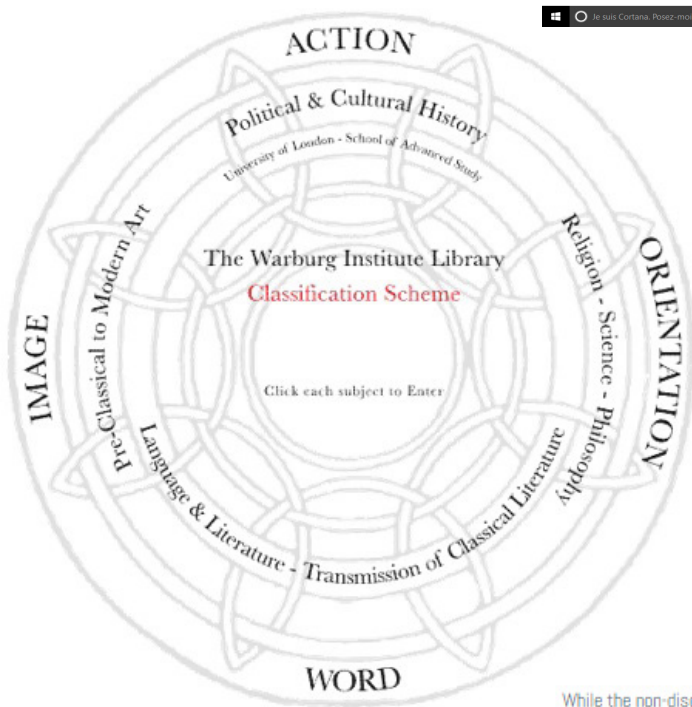 Je suis Cortana. Posez-moi
ACTION
Political & Cultural History
University of London - School of Advanced Study
The Warburg Institute Library
Classification Scheme
Click each subject to Enter
IMAGE
Pre-Classical to Modern Art
Religion - Science - Philosophy
ORIENTATION
Language & Literature - Transmission of Classical Literature
WORD
While the non-dis